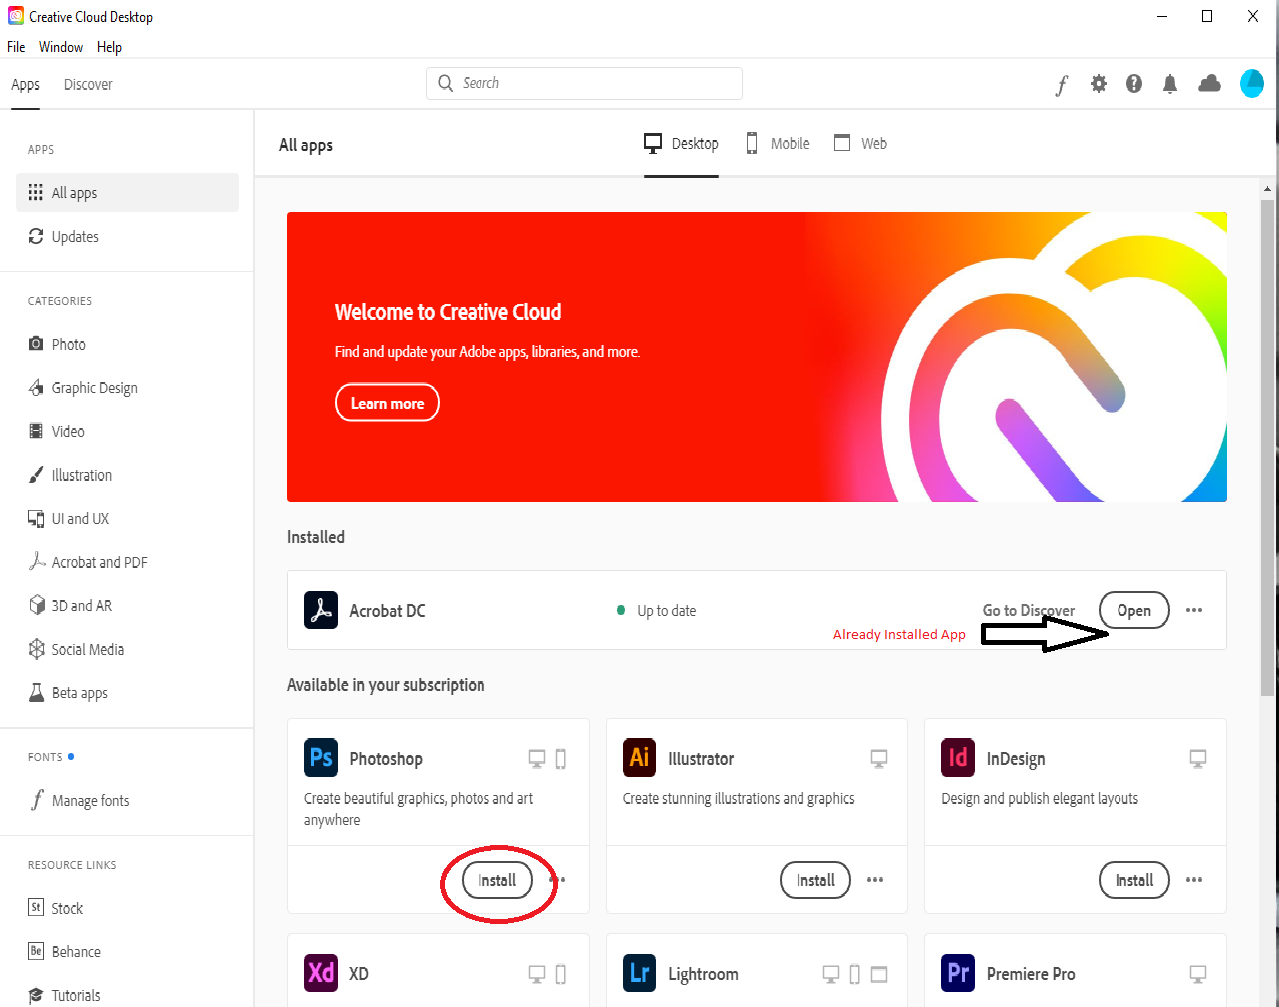 Creative Cloud Desktop
File Window Help
Apps Discover
Search
APPS
All apps
Updates
CATEGORIES
Photo
Graphic Design
Video
Illustration
UI and UX
Acrobat and PDF
3D and AR
Social Media
Beta apps
FONTS
Manage fonts
RESOURCE LINKS
St Stock
Be Behance
Tutorials
All apps
Desktop Mobile Web
Welcome to Creative Cloud
Find and update your Adobe apps, libraries, and more.
Learn more
Installed
Acrobat DC Up to date Go to Discover Open
Already Installed App
Available in your subscription
Ps Photoshop
Create beautiful graphics, photos and art
anywhere
Install
Ai Illustrator
Create stunning illustrations and graphics
Install
Id InDesign
Design and publish elegant layouts
Install
Xd XD
Lr Lightroom
Pr Premiere Pro